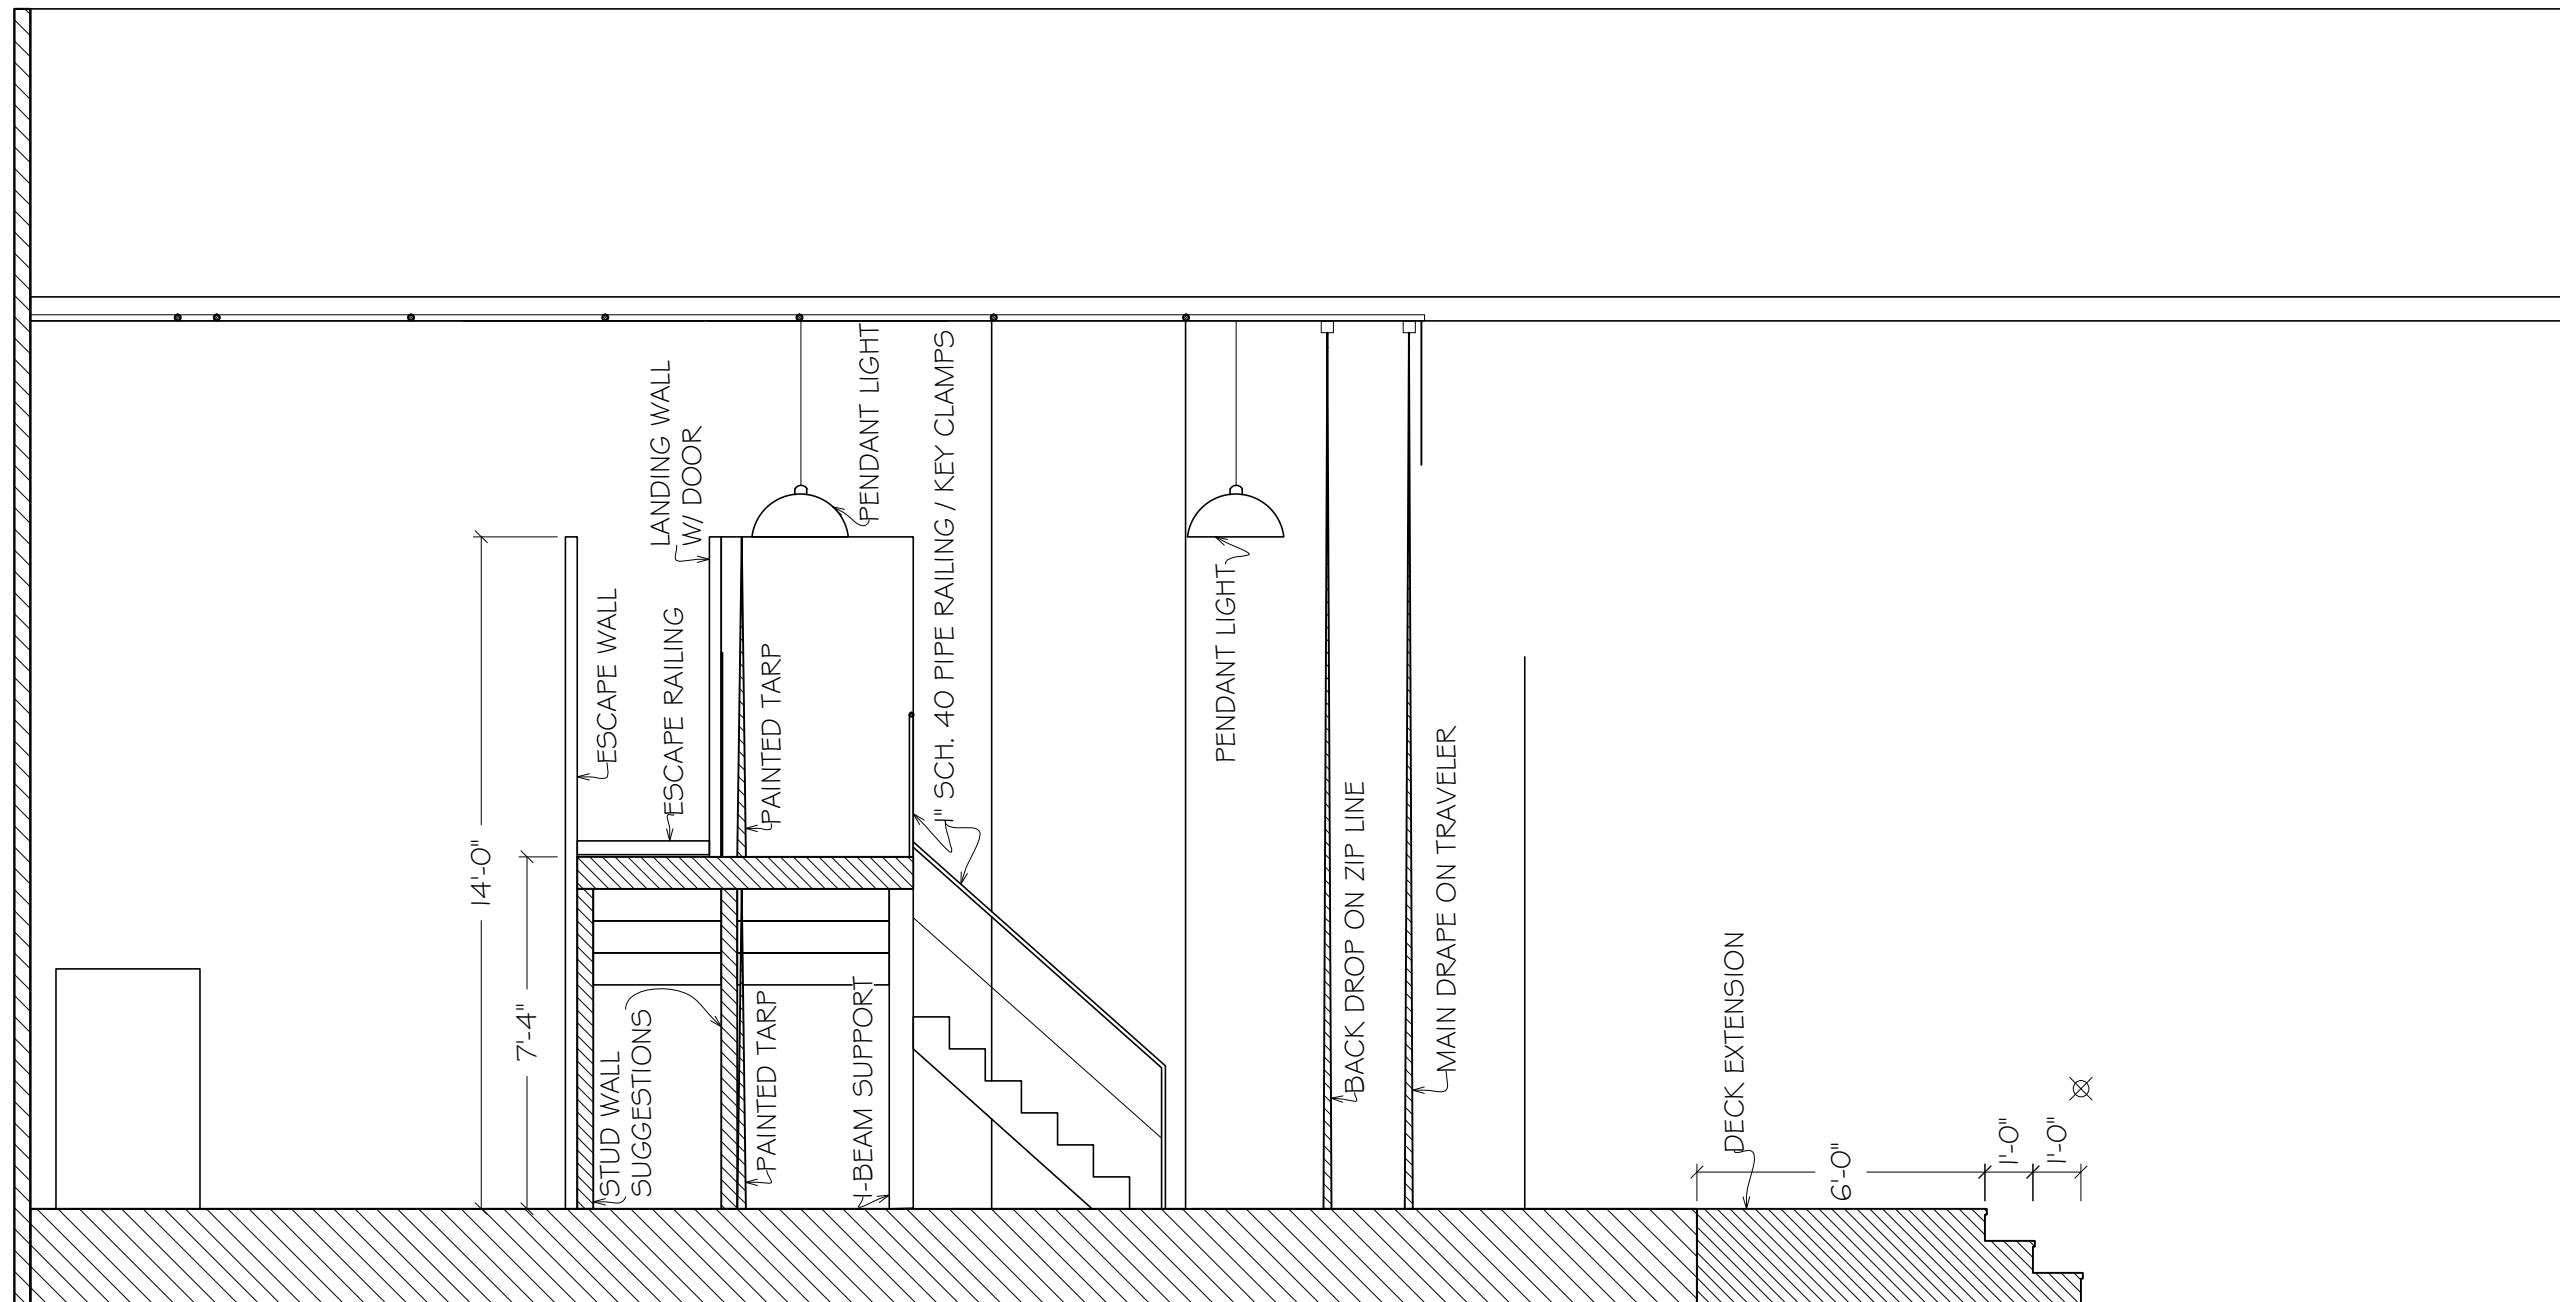 14'-0"
7'-4"
ESCAPE WALL
STUD WALL
SUGGESTIONS
LANDING WALL
W/ DOOR
ESCAPE RAILING
PAINTED TARP
PAINTED TARP
PENDANT LIGHT
I-BEAM SUPPORT
1" SCH. 40 PIPE RAILING / KEY CLAMPS
PENDANT LIGHT
BACK DROP ON ZIP LINE
MAIN DRAPE ON TRAVELER
DECK EXTENSION
6'-0"
1'-0"
1'-0"